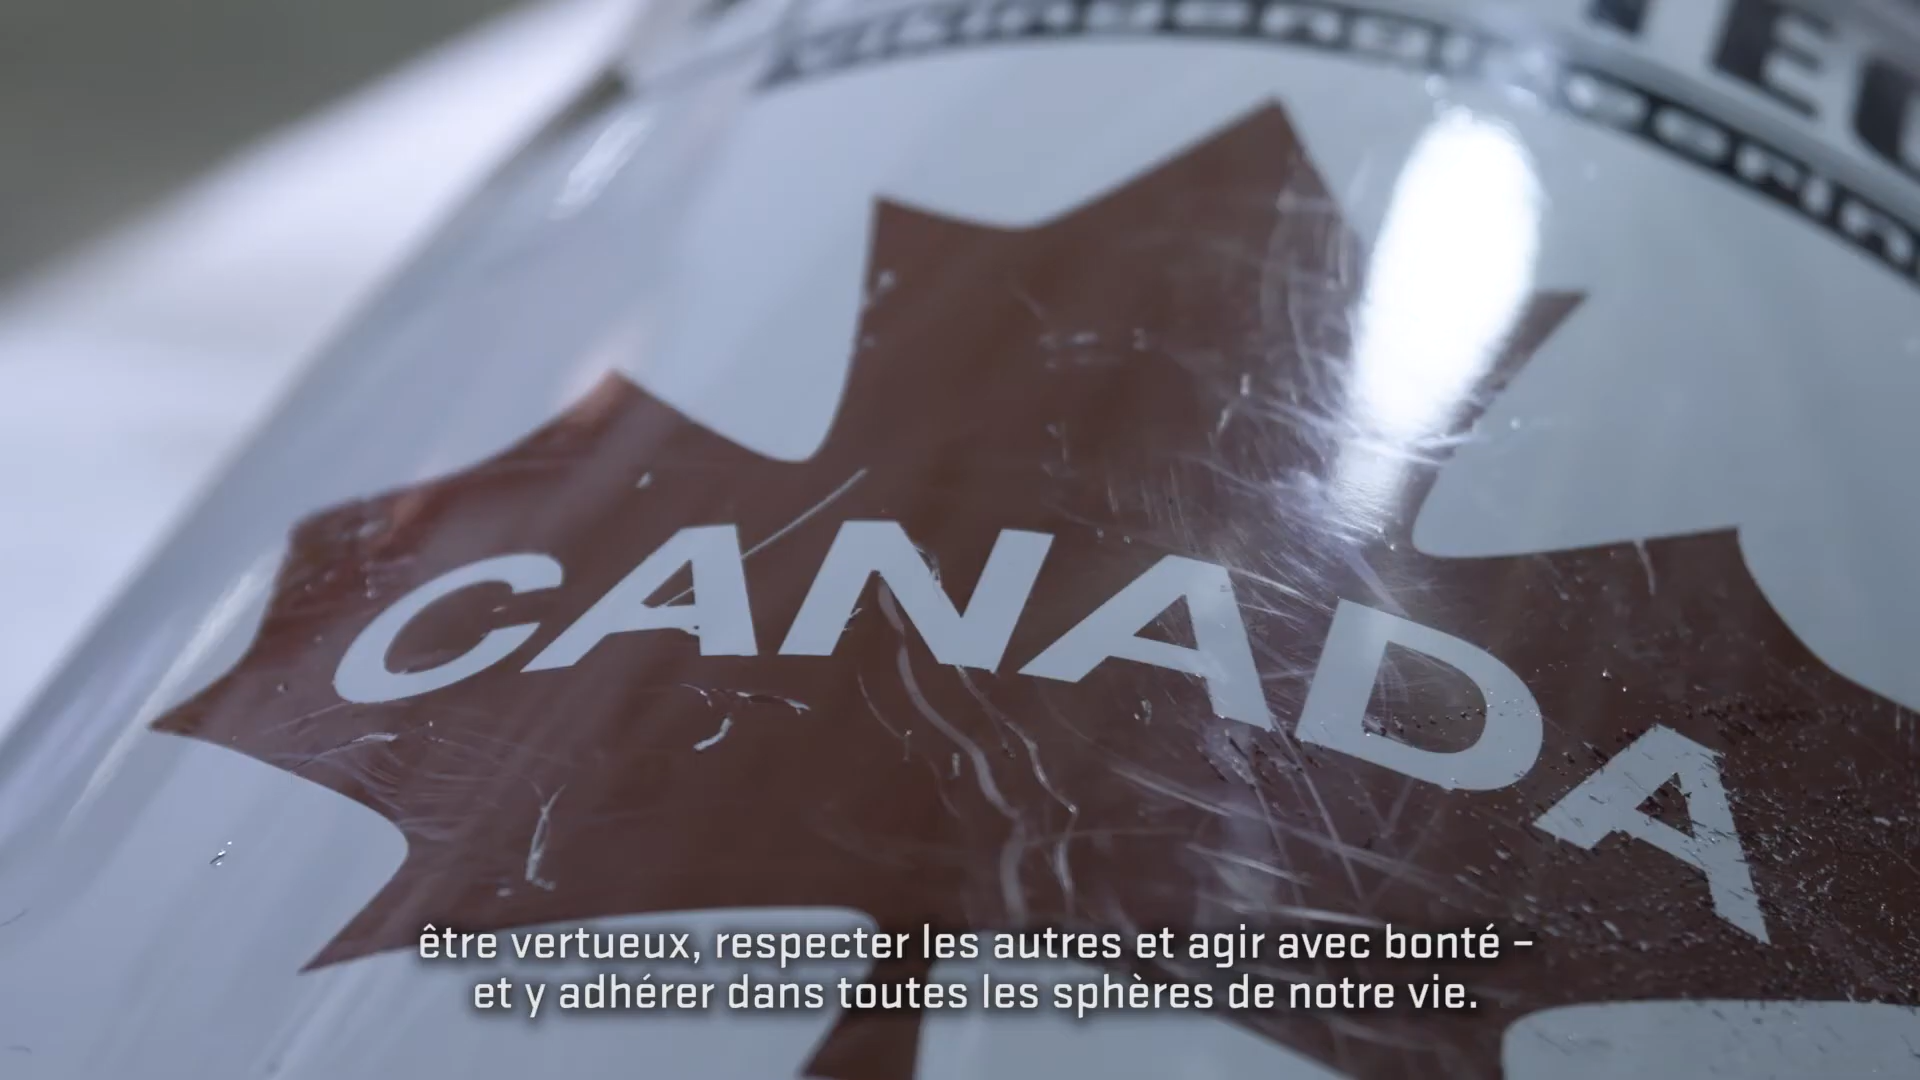 CANADA
être vertueux, respecter les autres et agir avec bonté –
et y adhérer dans toutes les sphères de notre vie.